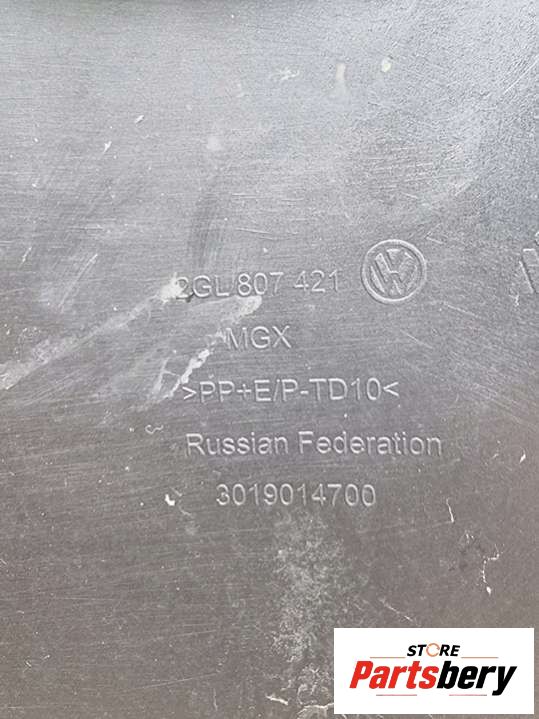 2GL 807 421
MGX
>PP+E/P-TD10<
Russian Federation
3019014700
STORE
Partsbery